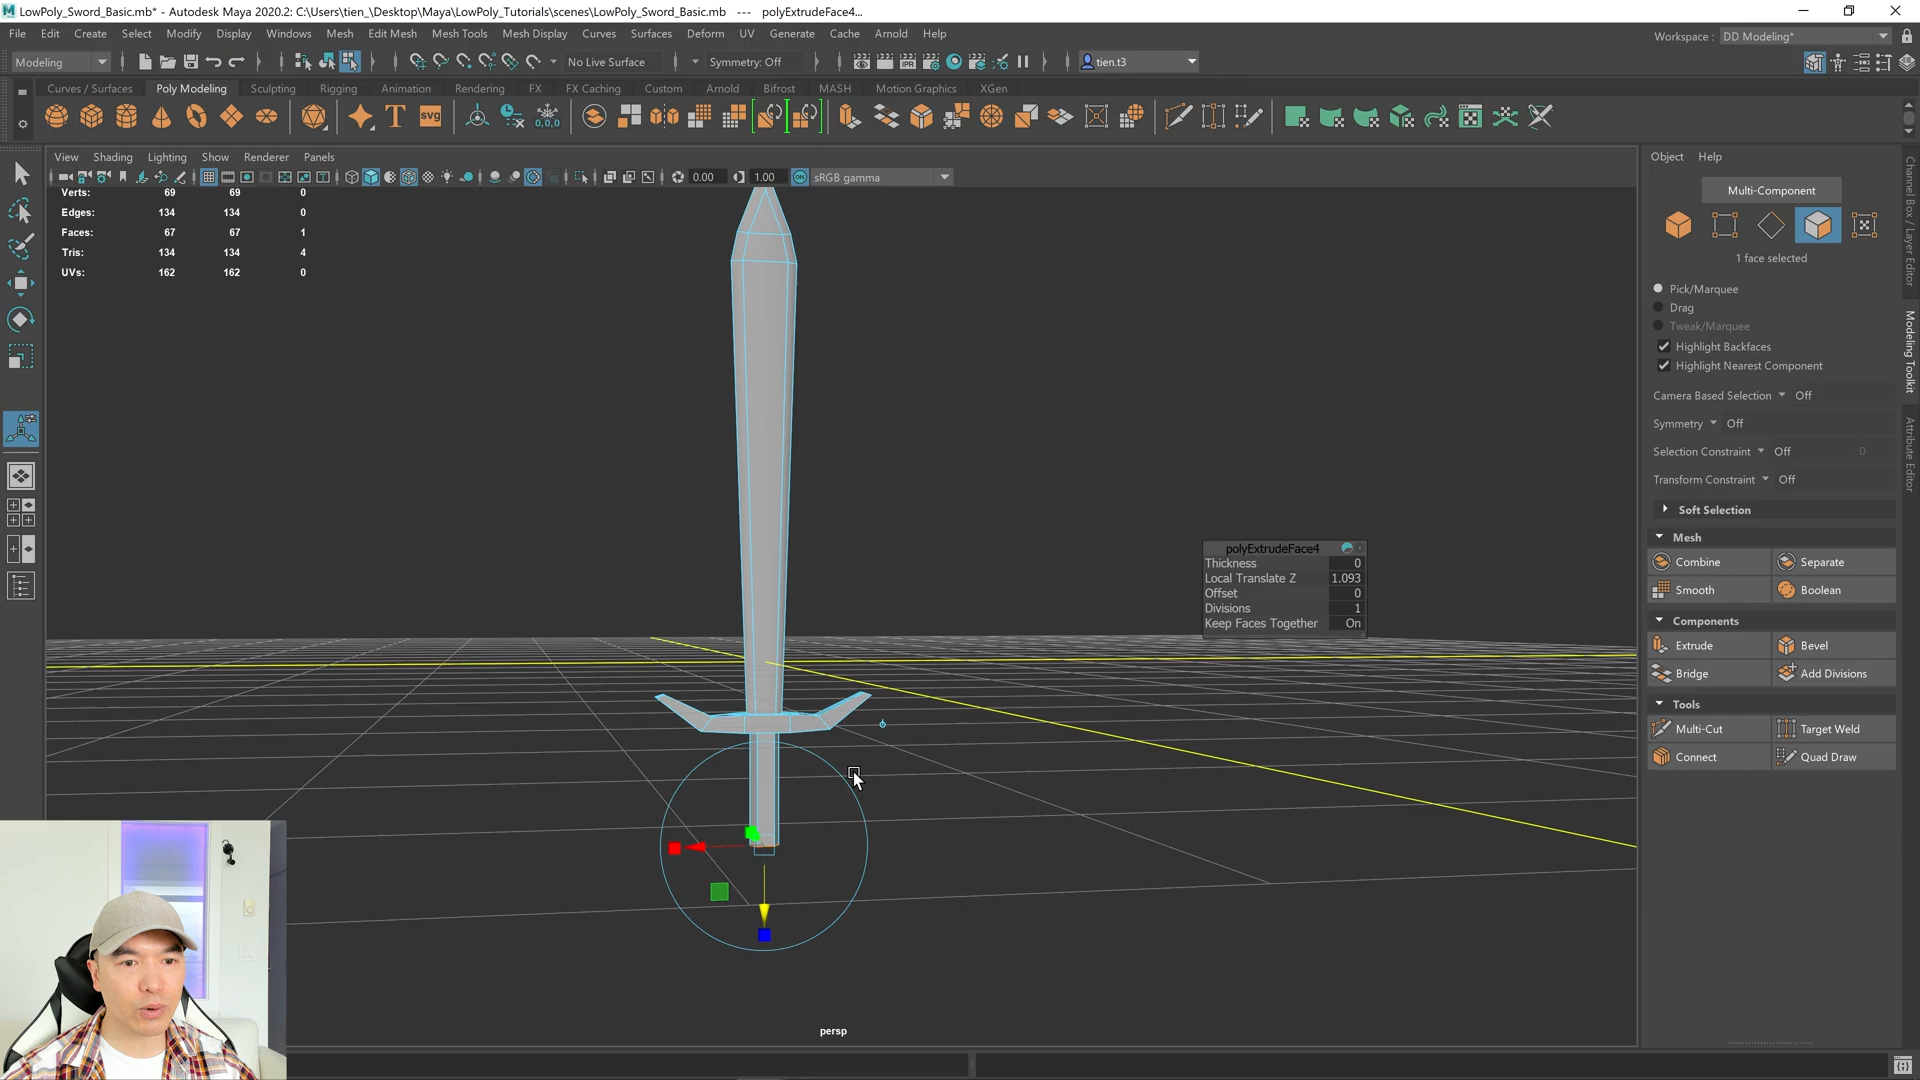 LowPoly_Sword_Basic.mb* - Autodesk Maya 2020.2: C:\Users\tien_\Desktop\Maya\LowPoly_Tutorials\scenes\LowPoly_Sword_Basic.mb --- polyExtrudeFace4...
File Edit Create Select Modify Display Windows Mesh Edit Mesh Mesh Tools Mesh Display Curves Surfaces Deform UV Generate Cache Arnold Help
Workspace : DD Modeling*
Modeling No Live Surface Symmetry: Off tien.t3
Curves / Surfaces Poly Modeling Sculpting Rigging Animation Rendering FX FX Caching Custom Arnold Bifrost MASH Motion Graphics XGen
T svg 0,0,0
View Shading Lighting Show Renderer Panels
0.00 1.00 ON sRGB gamma
Verts: 69 69 0
Edges: 134 134 0
Faces: 67 67 1
Tris: 134 134 4
UVs: 162 162 0
polyExtrudeFace4
Thickness 0
Local Translate Z 1.093
Offset 0
Divisions 1
Keep Faces Together On
persp
Object Help
Multi-Component
1 face selected
Pick/Marquee
Drag
Tweak/Marquee
Highlight Backfaces
Highlight Nearest Component
Camera Based Selection Off
Symmetry Off
Selection Constraint Off 0
Transform Constraint Off
Soft Selection
Mesh
Combine Separate
Smooth Boolean
Components
Extrude Bevel
Bridge Add Divisions
Tools
Multi-Cut Target Weld
Connect Quad Draw
Channel Box / Layer Editor
Modeling Toolkit
Attribute Editor